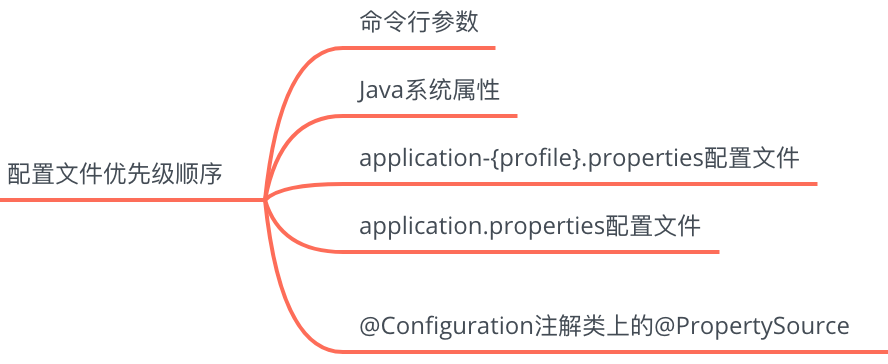 配置文件优先级顺序
命令行参数
Java系统属性
application-{profile}.properties配置文件
application.properties配置文件
@Configuration注解类上的@PropertySource